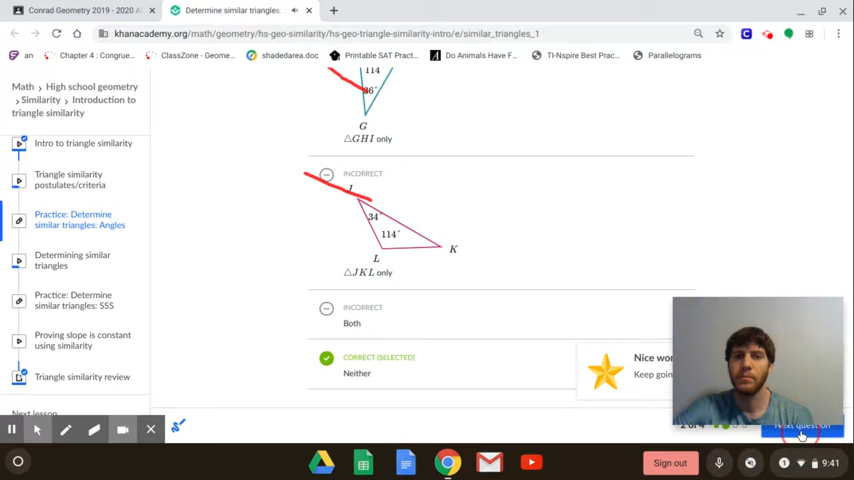 Conrad Geometry 2019 - 2020 A
Determine similar triangles:
khanacademy.org/math/geometry/hs-geo-similarity/hs-geo-triangle-similarity-intro/e/similar_triangles_1
an
Chapter 4 : Congrue...
ClassZone - Geome...
shadedarea.doc
Printable SAT Pract...
Do Animals Have F...
TI-Nspire Best Prac...
Parallelograms
Math > High school geometry
> Similarity > Introduction to
triangle similarity
Intro to triangle similarity
Triangle similarity
postulates/criteria
Practice: Determine
similar triangles: Angles
Determining similar
triangles
Practice: Determine
similar triangles: SSS
Proving slope is constant
using similarity
Triangle similarity review
Next lesson
114
36°
G
△GHI only
INCORRECT
J
34°
114°
L
K
△JKL only
INCORRECT
Both
CORRECT (SELECTED)
Neither
Nice wor
Keep goin
2 of 4
Next question
Sign out
9:41